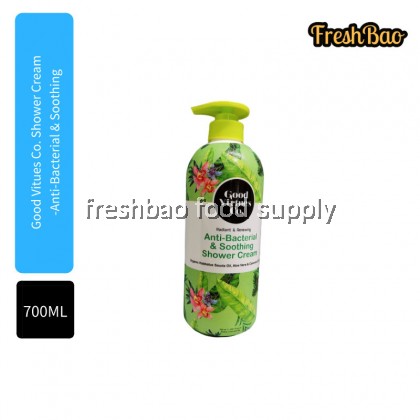 FreshBao
Good Vitues Co. Shower Cream
-Anti-Bacterial & Soothing
700ML
freshbao food supply
Good
Virtues
Radiant & Relaxing
Anti-Bacterial
& Soothing
Shower Cream